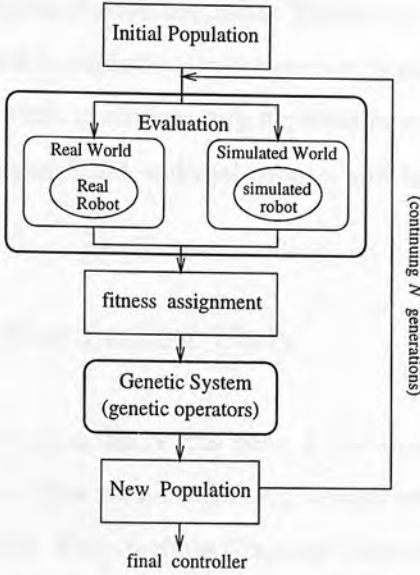 Initial Population
Evaluation
Real World
Simulated World
Real
Robot
simulated
robot
(continuing N generations)
fitness assignment
Genetic System
(genetic operators)
New Population
final controller